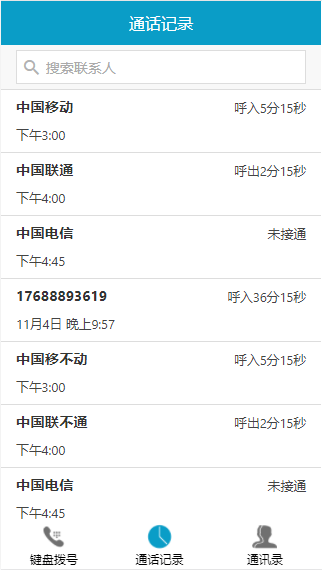 通话记录
搜索联系人
中国移动 呼入5分15秒
下午3:00
中国联通 呼出2分15秒
下午4:00
中国电信 未接通
下午4:45
17688893619 呼入36分15秒
11月4日 晚上9:57
中国移不动 呼入5分15秒
下午3:00
中国联不通 呼出2分15秒
下午4:00
中国电信 未接通
下午4:45
键盘拨号 通话记录 通讯录